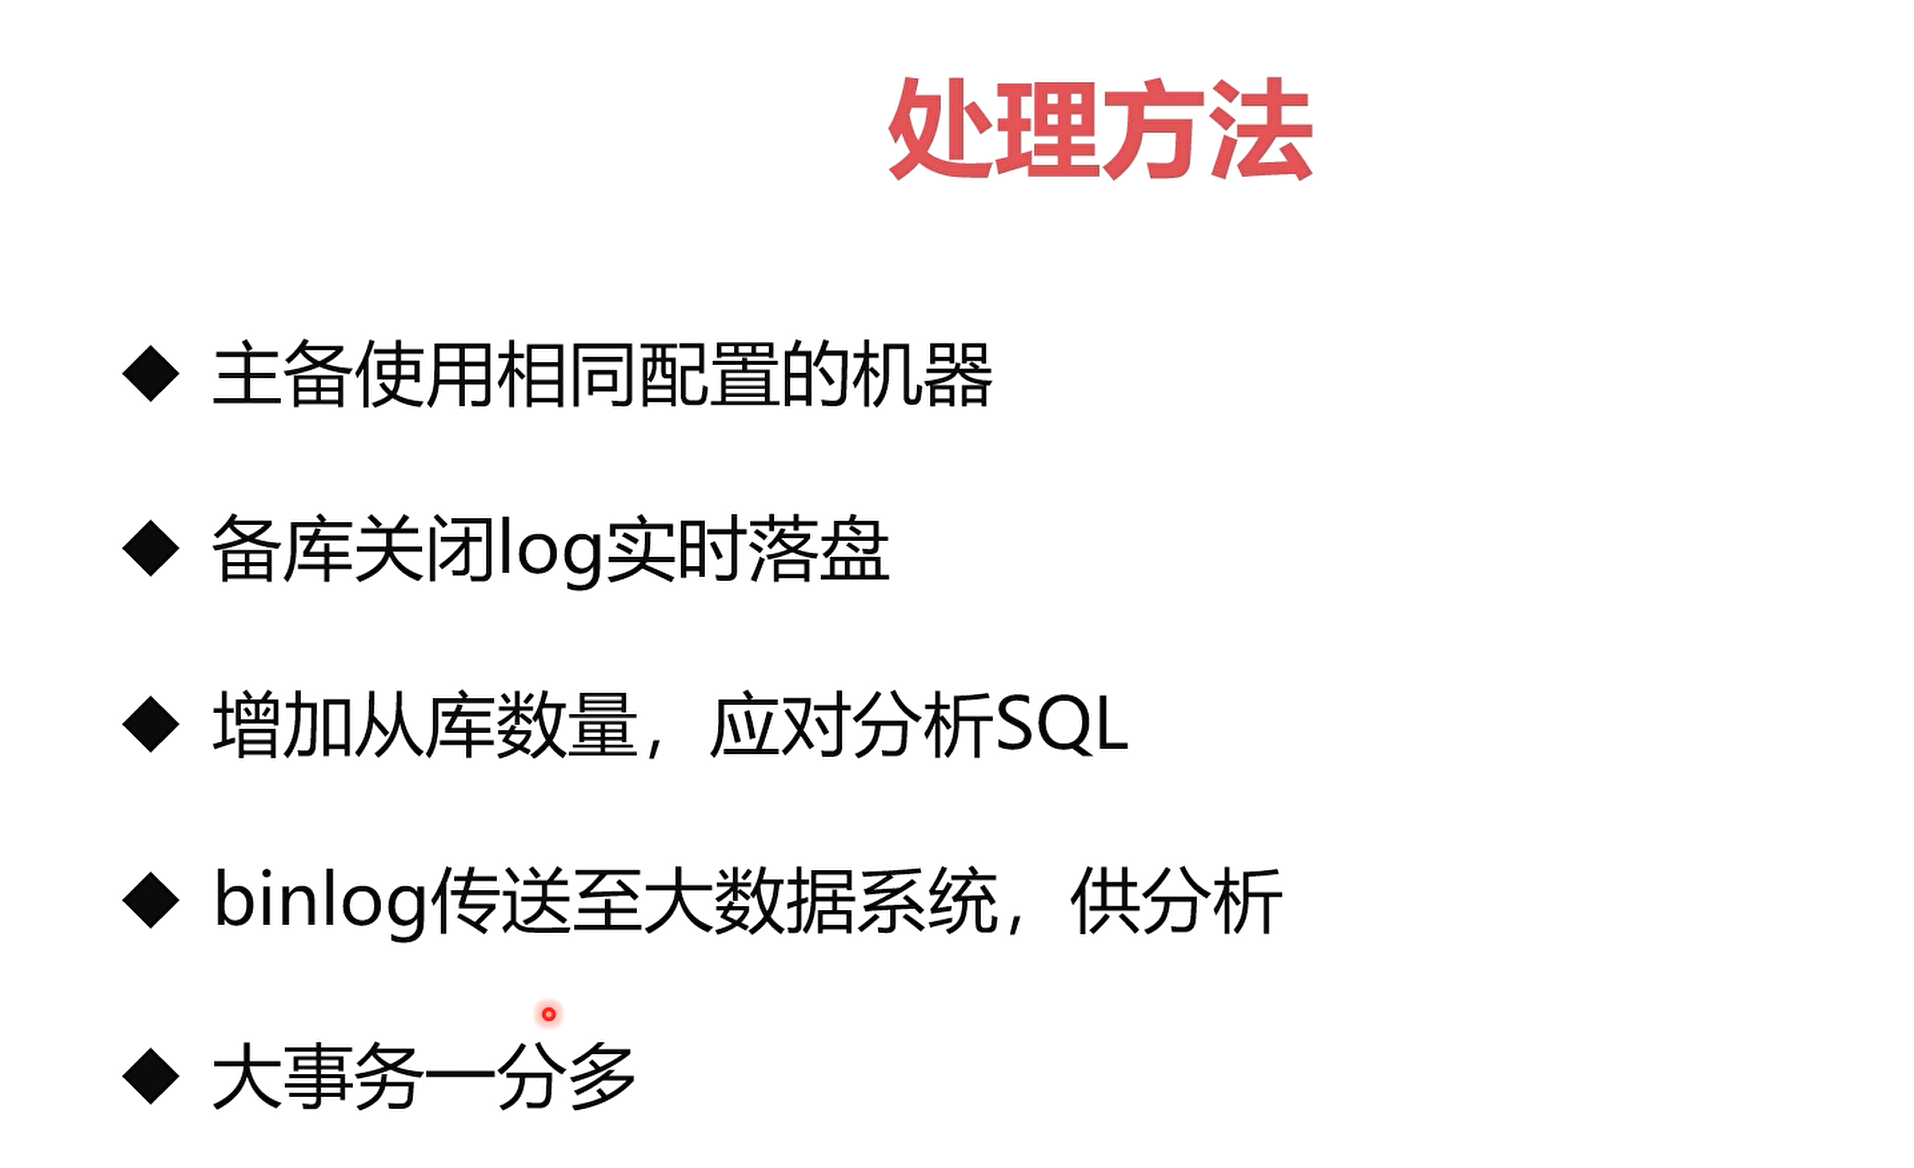 处理方法
主备使用相同配置的机器
备库关闭log实时落盘
增加从库数量，应对分析SQL
binlog传送至大数据系统，供分析
大事务一分多